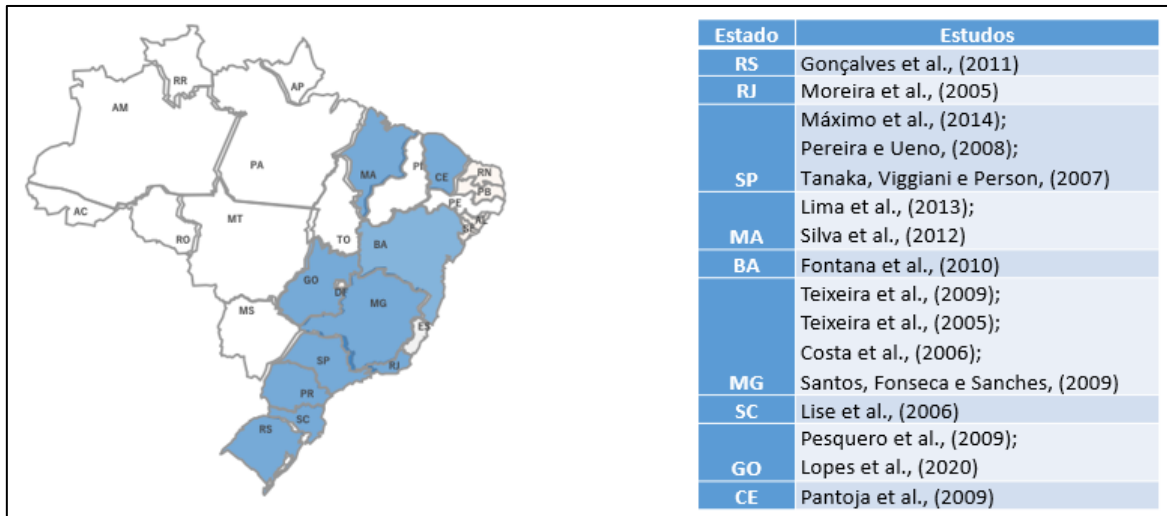 RR
AP
AM
PA
MA
CE
RN
PI
PB
PE
AL
SE
AC
TO
RO
MT
BA
GO
DF
MG
MS
ES
SP
RJ
PR
SC
RS
Estado Estudos
RS Gonçalves et al., (2011)
RJ Moreira et al., (2005)
Máximo et al., (2014);
Pereira e Ueno, (2008);
SP Tanaka, Viggiani e Person, (2007)
Lima et al., (2013);
MA Silva et al., (2012)
BA Fontana et al., (2010)
Teixeira et al., (2009);
Teixeira et al., (2005);
Costa et al., (2006);
MG Santos, Fonseca e Sanches, (2009)
SC Lise et al., (2006)
Pesquero et al., (2009);
GO Lopes et al., (2020)
CE Pantoja et al., (2009)